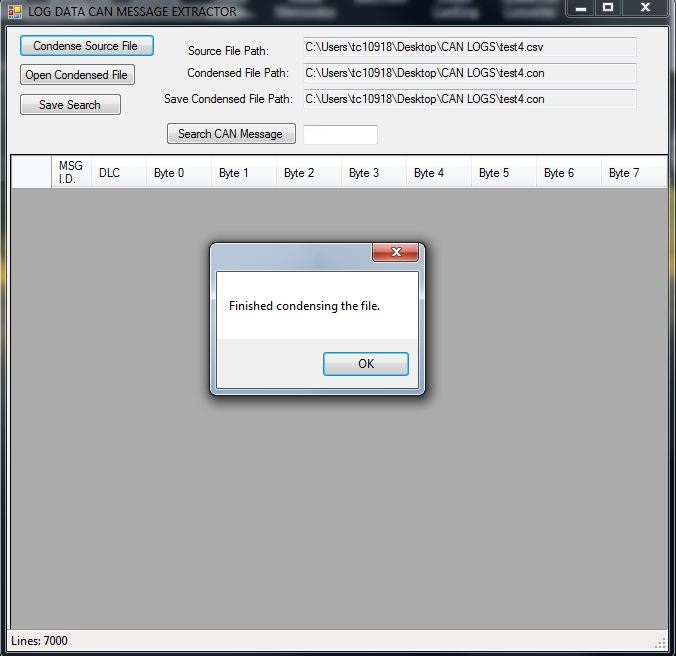 LOG DATA CAN MESSAGE EXTRACTOR
Condense Source File
Source File Path: C:\Users\tc10918\Desktop\CAN LOGS\test4.csv
Open Condensed File
Condensed File Path: C:\Users\tc10918\Desktop\CAN LOGS\test4.con
Save Search
Save Condensed File Path: C:\Users\tc10918\Desktop\CAN LOGS\test4.con
Search CAN Message
MSG I.D. DLC Byte 0 Byte 1 Byte 2 Byte 3 Byte 4 Byte 5 Byte 6 Byte 7
Finished condensing the file.
OK
Lines: 7000